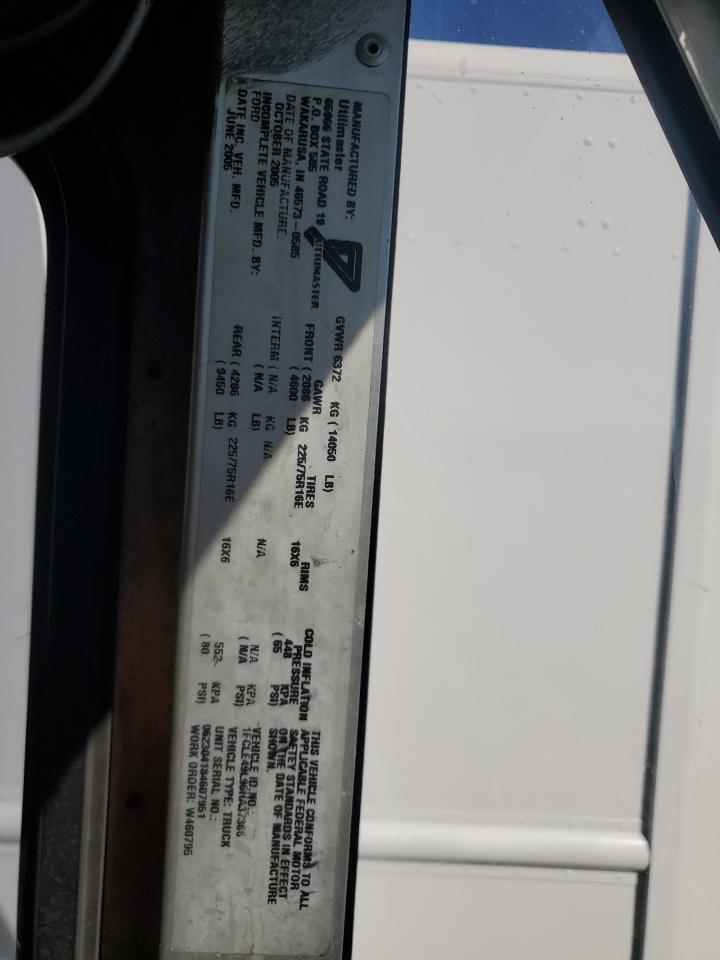 MANUFACTURED BY:
Utilimaster
65906 STATE ROAD 19
P.O. BOX 585
WAKARUSA, IN 46573-0585
DATE OF MANUFACTURE:
OCTOBER 2005
INCOMPLETE VEHICLE MFD. BY:
FORD
DATE INC. VEH. MFD.
JUNE 2005
UTILIMASTER
GVWR 6372 KG ( 14050 LB)
GAWR TIRES RIMS COLD INFLATION PRESSURE
FRONT ( 2086 KG 225/75R16E 16X6 448 KPA
( 4600 LB) ( 65 PSI)
INTERM ( N/A KG N/A N/A N/A KPA
( N/A LB) ( N/A PSI)
REAR ( 4286 KG 225/75R16E 16X6 552 KPA
( 9450 LB) ( 80 PSI)
THIS VEHICLE CONFORMS TO ALL
APPLICABLE FEDERAL MOTOR
SAFTEY STANDARDS IN EFFECT
ON THE DATE OF MANUFACTURE
SHOWN.
VEHICLE ID NO.:
VEHICLE TYPE: TRUCK
UNIT SERIAL NO.:
062304184607951
WORK ORDER: W460795